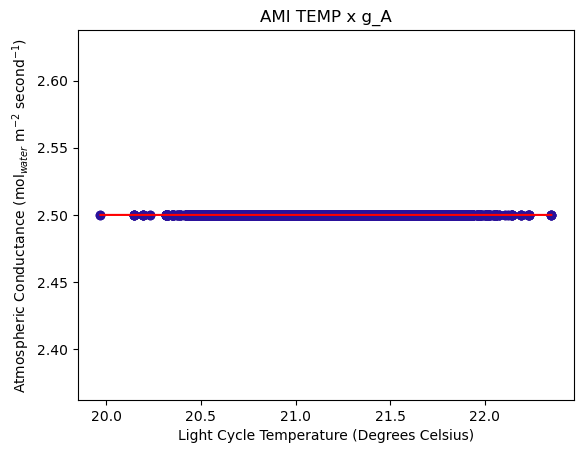 AMI TEMP x g_A
Atmospheric Conductance (mol_water m⁻² second⁻¹)
2.60
2.55
2.50
2.45
2.40
20.0 20.5 21.0 21.5 22.0
Light Cycle Temperature (Degrees Celsius)